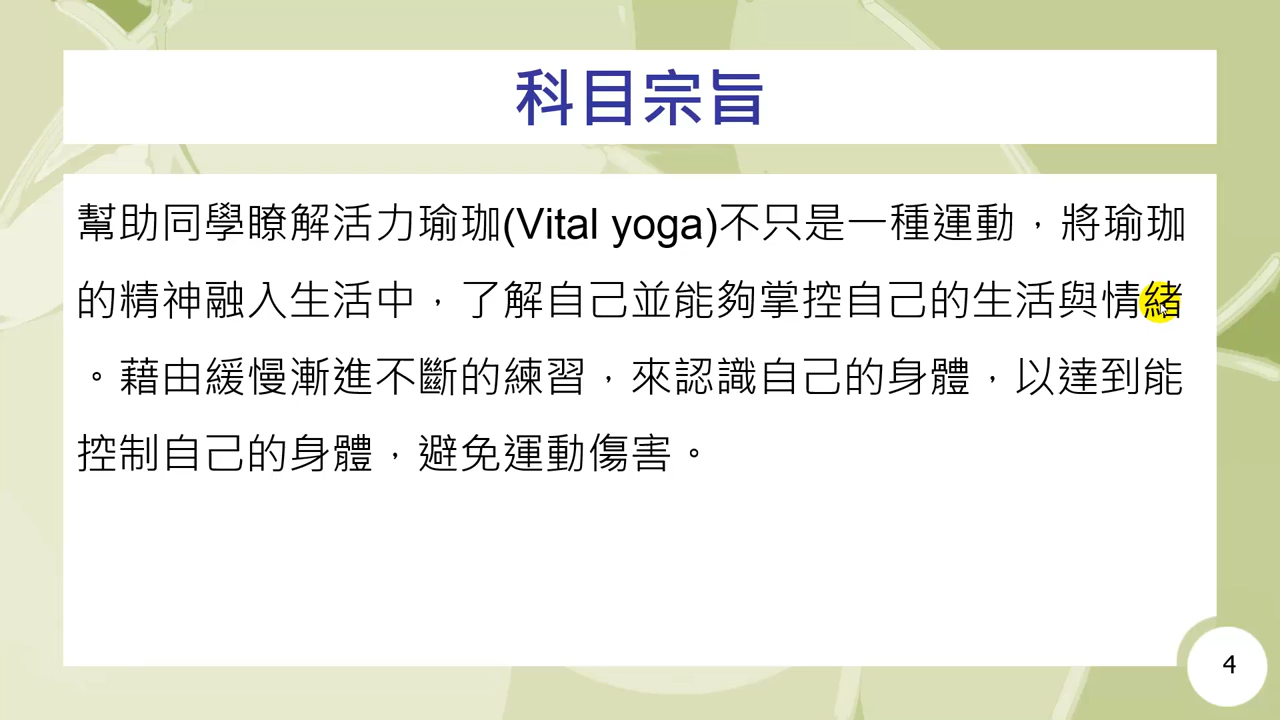 科目宗旨
幫助同學瞭解活力瑜珈(Vital yoga)不只是一種運動，將瑜珈
的精神融入生活中，了解自己並能夠掌控自己的生活與情緒
。藉由緩慢漸進不斷的練習，來認識自己的身體，以達到能
控制自己的身體，避免運動傷害。
4